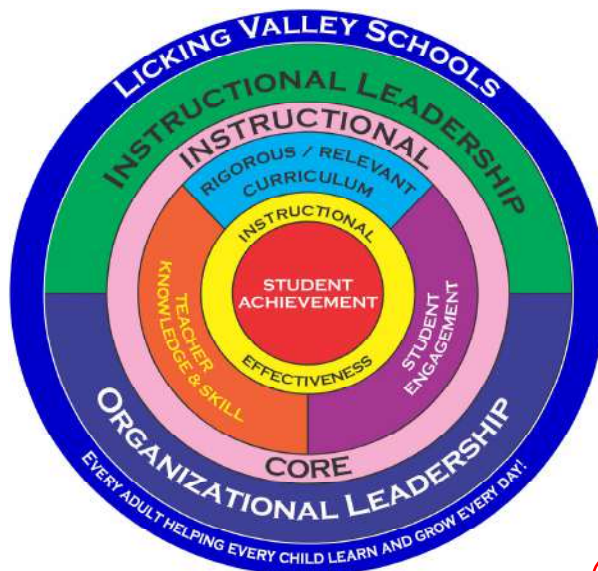 LICKING VALLEY SCHOOLS
INSTRUCTIONAL LEADERSHIP
INSTRUCTIONAL
RIGOROUS / RELEVANT
CURRICULUM
INSTRUCTIONAL
STUDENT
ACHIEVEMENT
EFFECTIVENESS
TEACHER
KNOWLEDGE & SKILL
STUDENT
ENGAGEMENT
CORE
ORGANIZATIONAL LEADERSHIP
EVERY ADULT HELPING EVERY CHILD LEARN AND GROW EVERY DAY!